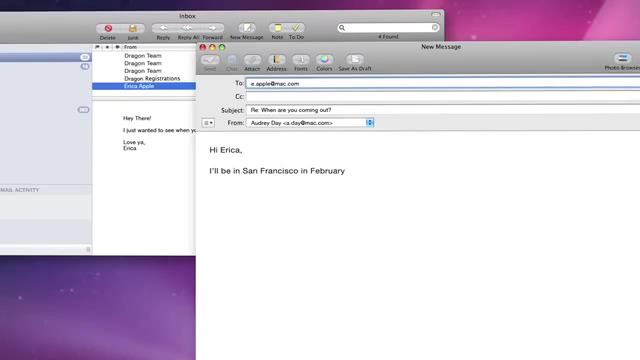 Inbox
Delete
Junk
Reply
Reply All
Forward
New Message
Note
To Do
4 Found
From
Dragon Team
Dragon Team
Dragon Team
Dragon Registrations
Erica Apple
Hey There!
I just wanted to see when yo
Love ya,
Erica
MAIL ACTIVITY
New Message
Send
Chat
Attach
Address
Fonts
Colors
Save As Draft
Photo Browser
To: e.apple@mac.com
Cc:
Subject: Re: When are you coming out?
From: Audrey Day <a.day@mac.com>
Hi Erica,
I'll be in San Francisco in February